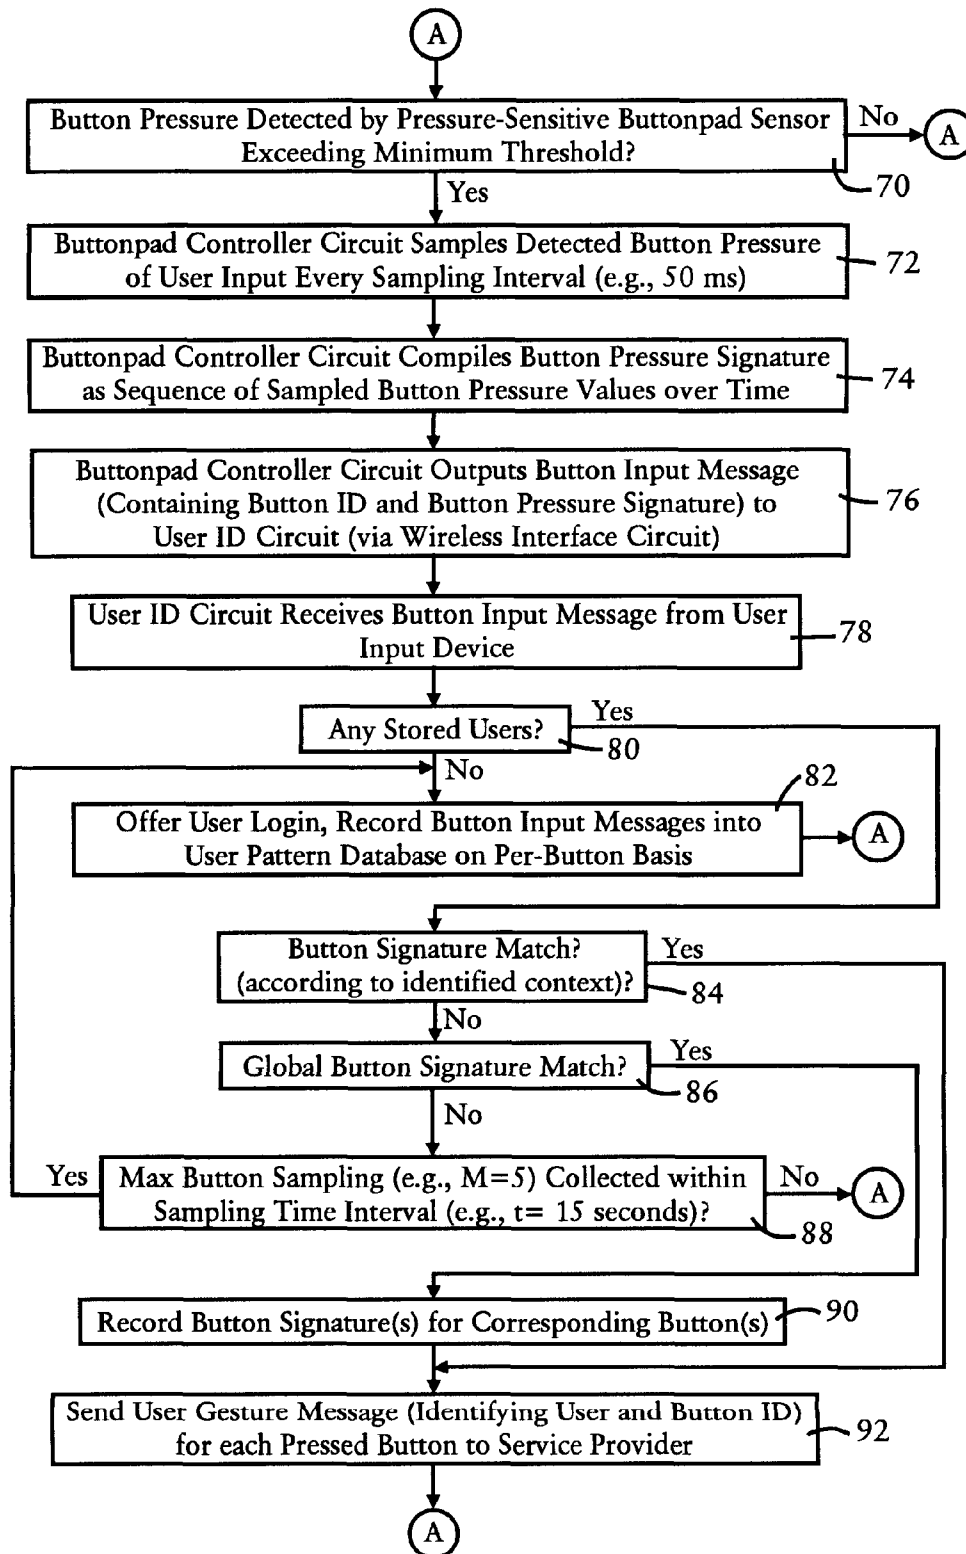 A
Button Pressure Detected by Pressure-Sensitive Buttonpad Sensor
Exceeding Minimum Threshold?
No
A
70
Yes
Buttonpad Controller Circuit Samples Detected Button Pressure
of User Input Every Sampling Interval (e.g., 50 ms)
72
Buttonpad Controller Circuit Compiles Button Pressure Signature
as Sequence of Sampled Button Pressure Values over Time
74
Buttonpad Controller Circuit Outputs Button Input Message
(Containing Button ID and Button Pressure Signature) to
User ID Circuit (via Wireless Interface Circuit)
76
User ID Circuit Receives Button Input Message from User
Input Device
78
Any Stored Users?
Yes
80
No
82
Offer User Login, Record Button Input Messages into
User Pattern Database on Per-Button Basis
A
Button Signature Match?
(according to identified context)?
Yes
84
No
Global Button Signature Match?
Yes
86
No
Yes
Max Button Sampling (e.g., M=5) Collected within
Sampling Time Interval (e.g., t= 15 seconds)?
No
A
88
Record Button Signature(s) for Corresponding Button(s)
90
Send User Gesture Message (Identifying User and Button ID)
for each Pressed Button to Service Provider
92
A